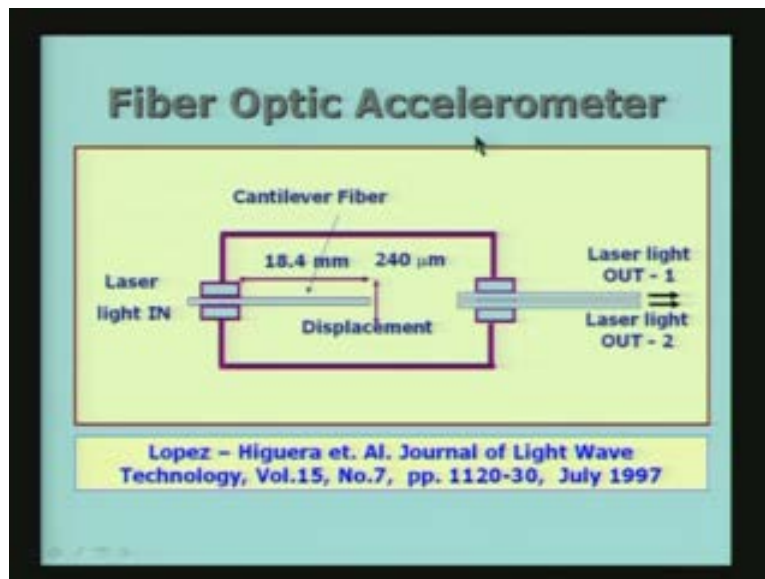 Fiber Optic Accelerometer
Cantilever Fiber
18.4 mm 240 μm
Laser
light IN
Displacement
Laser light
OUT - 1
Laser light
OUT - 2
Lopez – Higuera et. Al. Journal of Light Wave
Technology, Vol.15, No.7, pp. 1120-30, July 1997